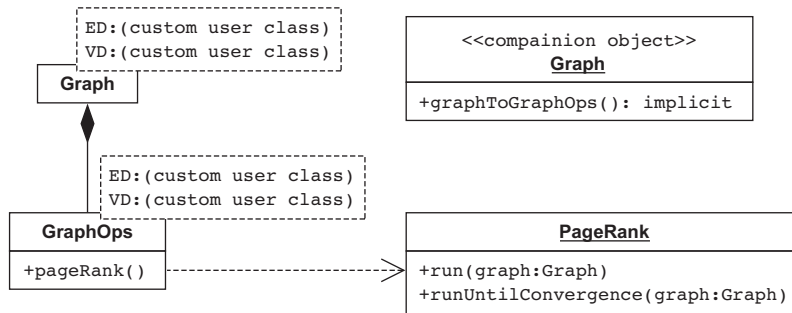 ED:(custom user class)
VD:(custom user class)
Graph
<<compainion object>>
Graph
+graphToGraphOps(): implicit
ED:(custom user class)
VD:(custom user class)
GraphOps
+pageRank()
PageRank
+run(graph:Graph)
+runUntilConvergence(graph:Graph)